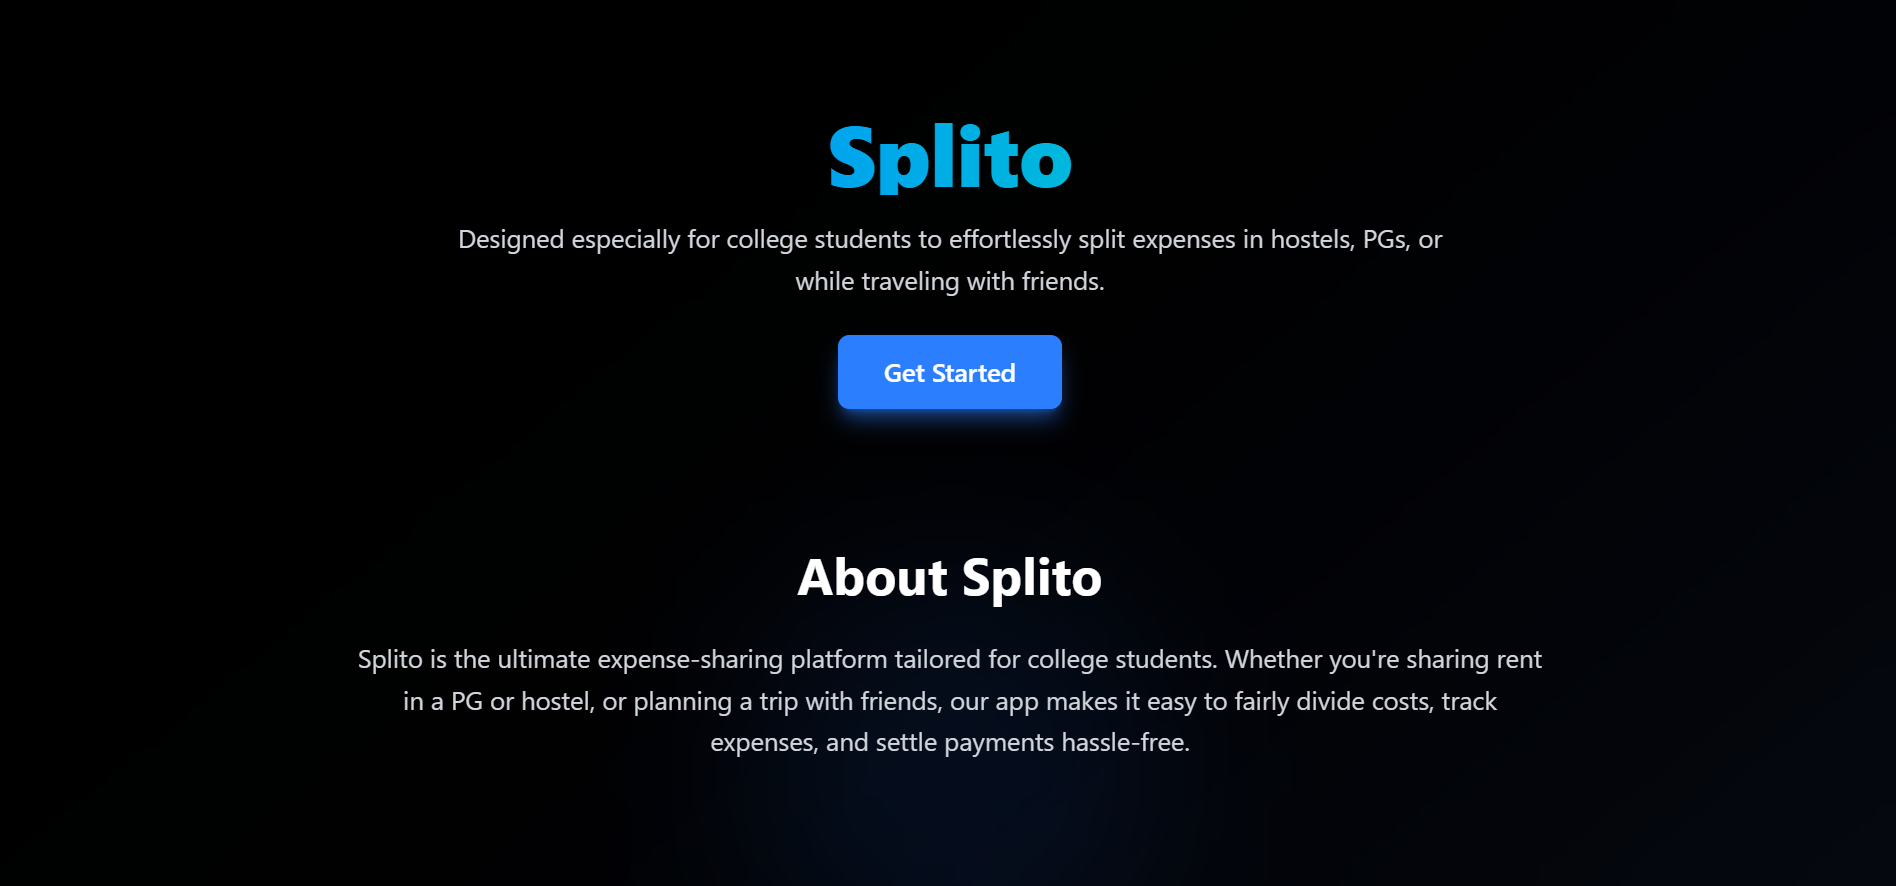 Splito
Designed especially for college students to effortlessly split expenses in hostels, PGs, or
while traveling with friends.
Get Started
About Splito
Splito is the ultimate expense-sharing platform tailored for college students. Whether you're sharing rent
in a PG or hostel, or planning a trip with friends, our app makes it easy to fairly divide costs, track
expenses, and settle payments hassle-free.